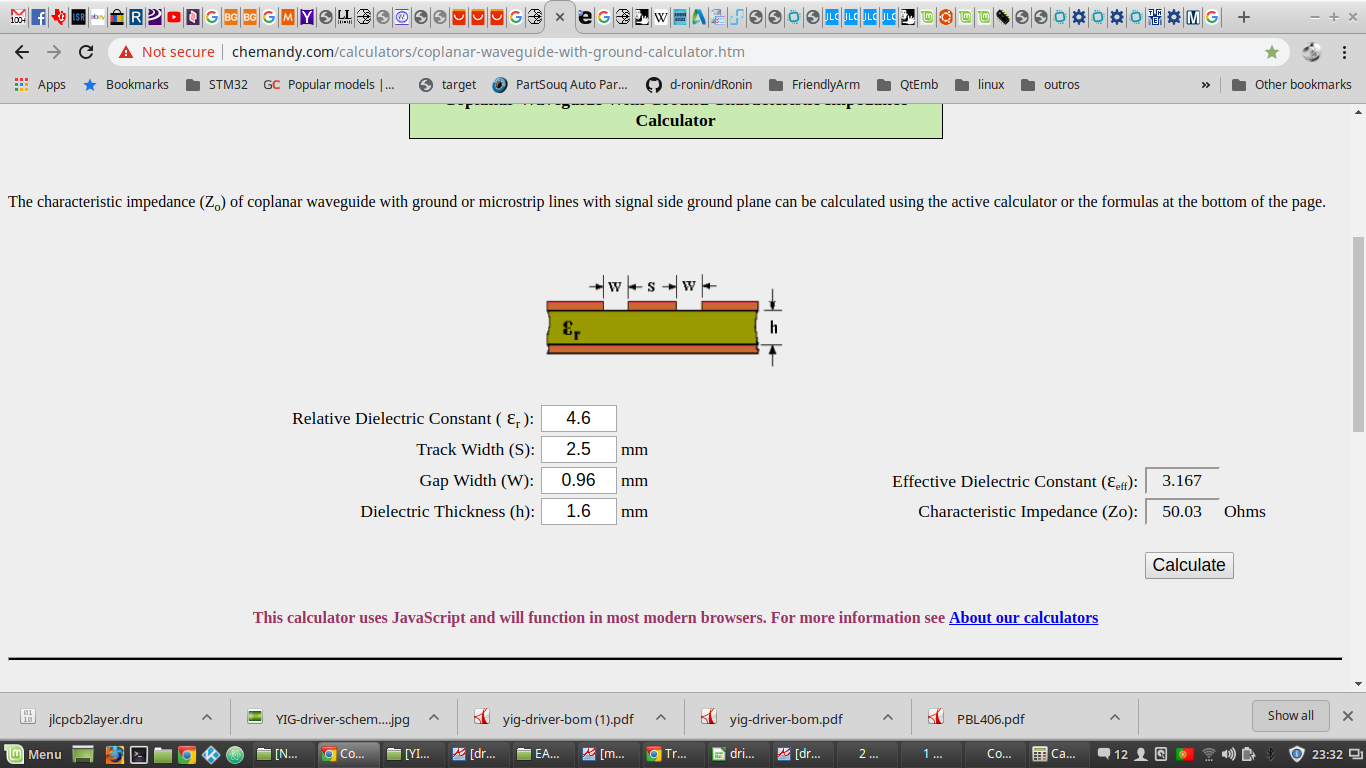 Not secure | chemandy.com/calculators/coplanar-waveguide-with-ground-calculator.htm
Apps Bookmarks STM32 GC Popular models |... target PartSouq Auto Par... d-ronin/dRonin FriendlyArm QtEmb linux outros » Other bookmarks
Calculator
The characteristic impedance (Zo) of coplanar waveguide with ground or microstrip lines with signal side ground plane can be calculated using the active calculator or the formulas at the bottom of the page.
W S W
εr h
Relative Dielectric Constant ( εr ): 4.6
Track Width (S): 2.5 mm
Gap Width (W): 0.96 mm
Effective Dielectric Constant (εeff): 3.167
Dielectric Thickness (h): 1.6 mm
Characteristic Impedance (Zo): 50.03 Ohms
Calculate
This calculator uses JavaScript and will function in most modern browsers. For more information see About our calculators
jlcpcb2layer.dru YIG-driver-schem....jpg yig-driver-bom (1).pdf yig-driver-bom.pdf PBL406.pdf Show all
Menu [N... Co... [YI... [dr... EA... [m... Tr... dri... [dr... 2 ... 1 ... Co... Ca... 12 23:32